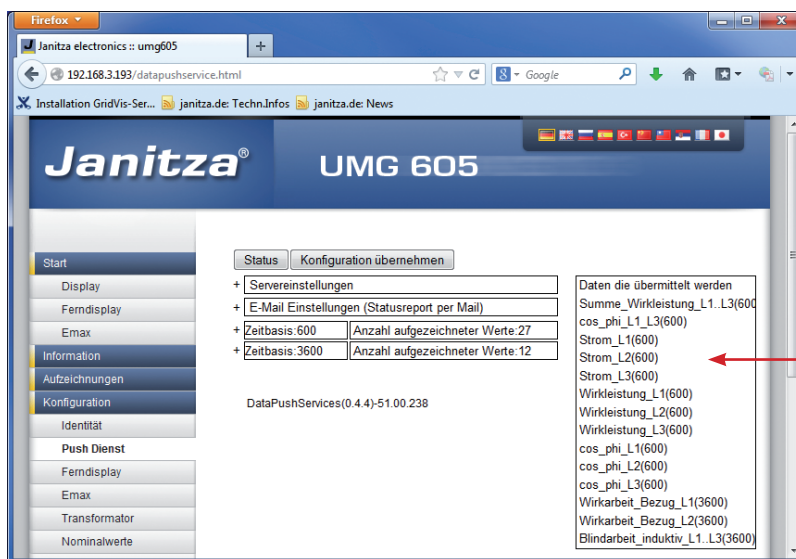 Firefox
Janitza electronics :: umg605
192.168.3.193/datapushservice.html
Google
Installation GridVis-Ser...
janitza.de: Techn.Infos
janitza.de: News
Janitza®
UMG 605
Start
Display
Ferndisplay
Emax
Information
Aufzeichnungen
Konfiguration
Identität
Push Dienst
Ferndisplay
Emax
Transformator
Nominalwerte
Status
Konfiguration übernehmen
+ Servereinstellungen
+ E-Mail Einstellungen (Statusreport per Mail)
+ Zeitbasis:600 Anzahl aufgezeichneter Werte:27
+ Zeitbasis:3600 Anzahl aufgezeichneter Werte:12
DataPushServices(0.4.4)-51.00.238
Daten die übermittelt werden
Summe_Wirkleistung_L1..L3(600
cos_phi_L1_L3(600)
Strom_L1(600)
Strom_L2(600)
Strom_L3(600)
Wirkleistung_L1(600)
Wirkleistung_L2(600)
Wirkleistung_L3(600)
cos_phi_L1(600)
cos_phi_L2(600)
cos_phi_L3(600)
Wirkarbeit_Bezug_L1(3600)
Wirkarbeit_Bezug_L2(3600)
Blindarbeit_induktiv_L1..L3(3600)